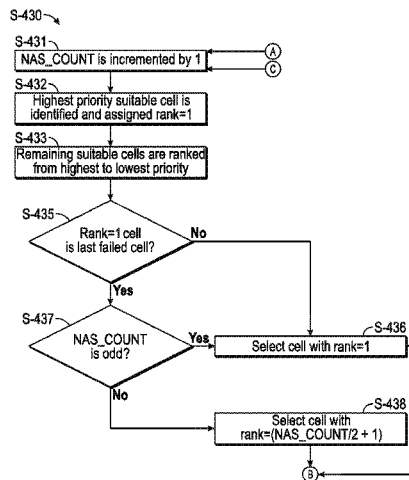 S-430
S-431
A
NAS_COUNT is incremented by 1
C
S-432
Highest priority suitable cell is
identified and assigned rank=1
S-433
Remaining suitable cells are ranked
from highest to lowest priority
S-435
Rank=1 cell
is last failed cell?
No
Yes
S-437
NAS_COUNT
is odd?
Yes
S-436
Select cell with rank=1
No
S-438
Select cell with
rank=(NAS_COUNT/2 + 1)
B